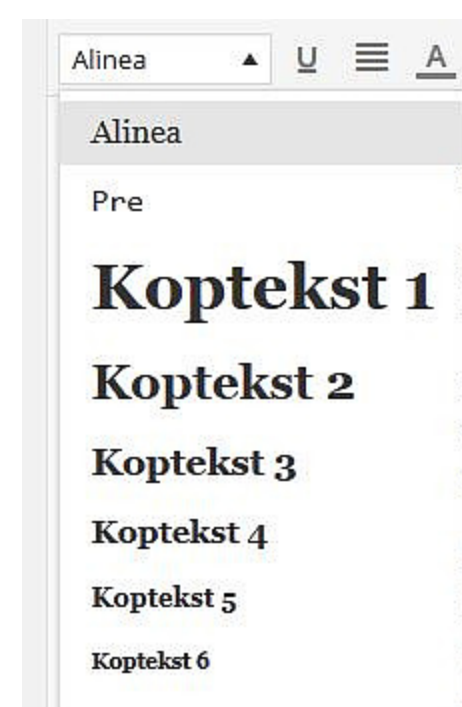 Alinea ▲ U A
Alinea
Pre
Koptekst 1
Koptekst 2
Koptekst 3
Koptekst 4
Koptekst 5
Koptekst 6